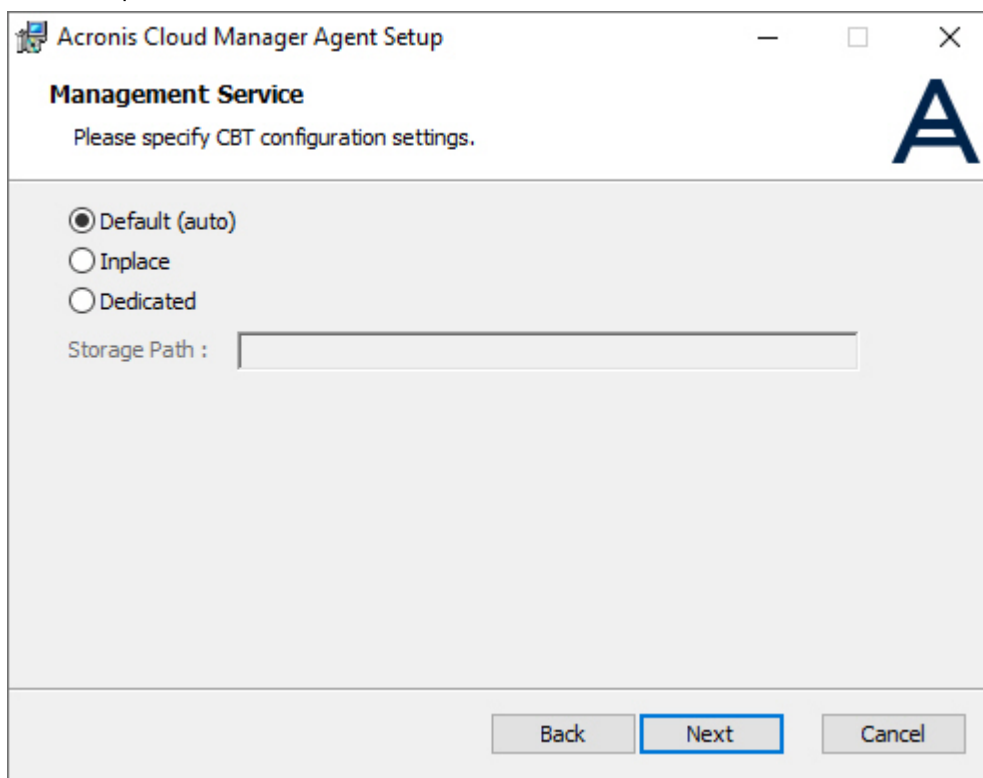 Acronis Cloud Manager Agent Setup
Management Service
Please specify CBT configuration settings.
Default (auto)
Inplace
Dedicated
Storage Path :
Back Next Cancel